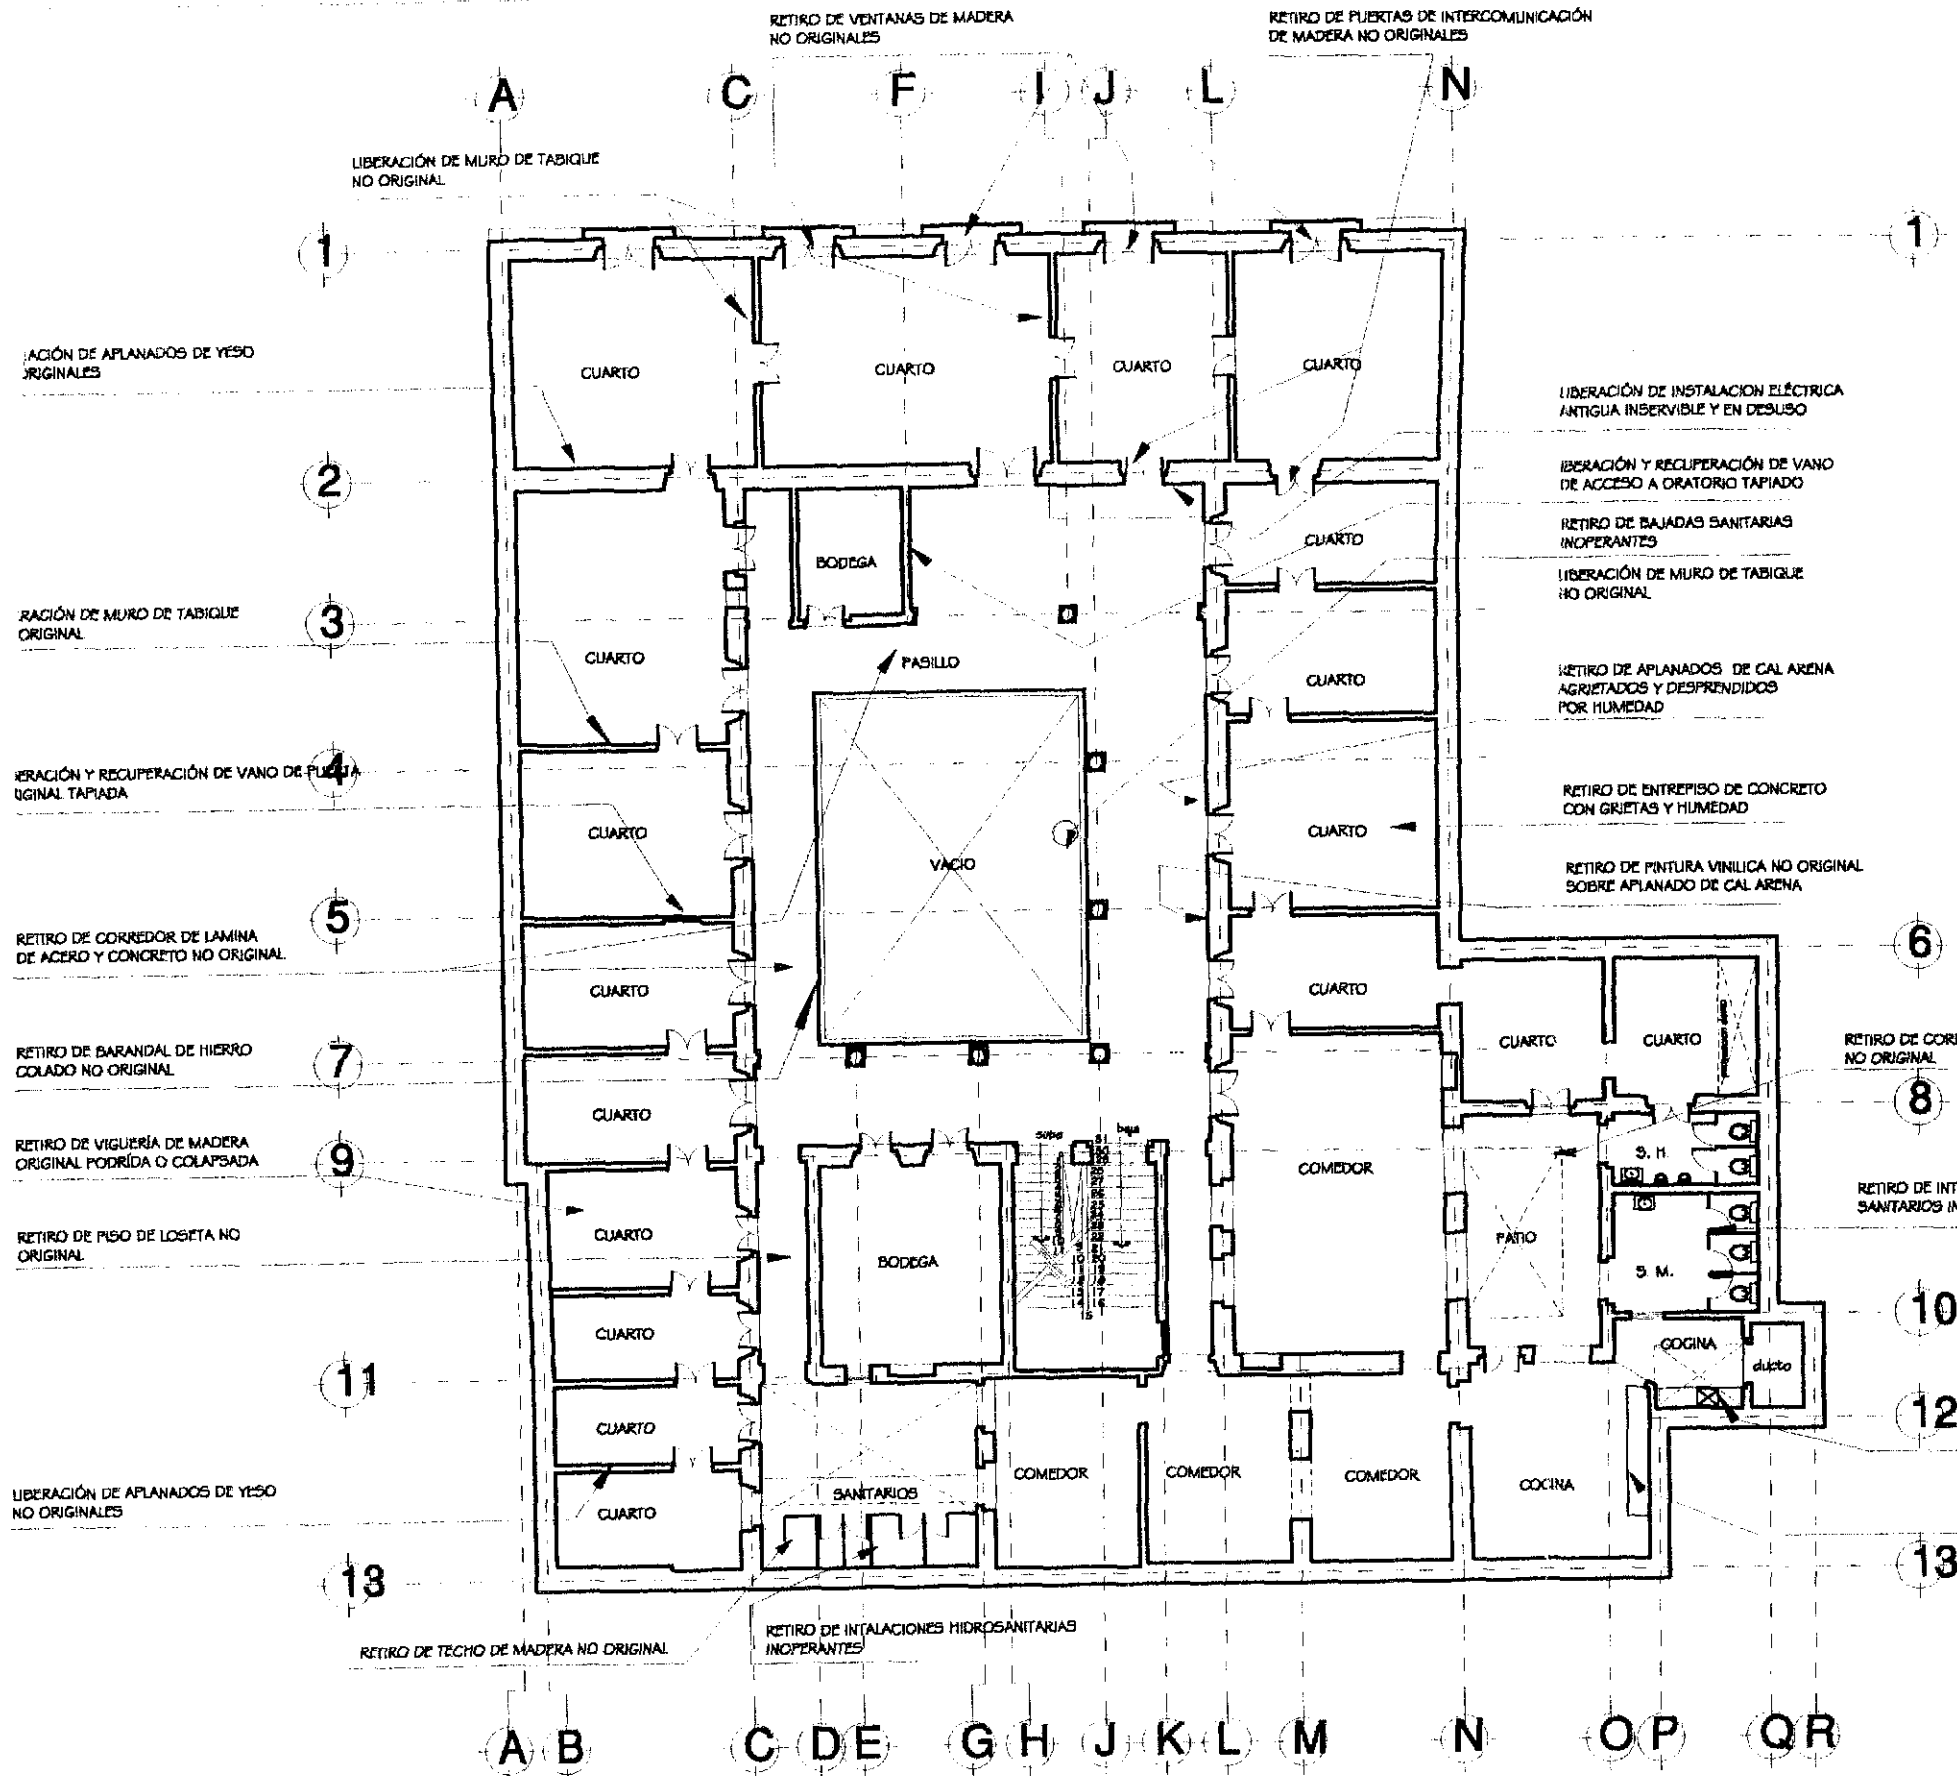 RETIRO DE VENTANAS DE MADERA
NO ORIGINALES
RETIRO DE PUERTAS DE INTERCOMUNICACIÓN
DE MADERA NO ORIGINALES
A
C
F
I
J
L
N
LIBERACIÓN DE MURO DE TABIQUE
NO ORIGINAL
1
1
ACIÓN DE APLANADOS DE YESO
ORIGINALES
CUARTO
CUARTO
CUARTO
CUARTO
LIBERACIÓN DE INSTALACION ELÉCTRICA
ANTIGUA INSERVIBLE Y EN DESUSO
2
IBERACIÓN Y RECUPERACIÓN DE VANO
DE ACCESO A ORATORIO TAPIADO
RETIRO DE BAJADAS SANITARIAS
INOPERANTES
BODEGA
CUARTO
LIBERACIÓN DE MURO DE TABIQUE
NO ORIGINAL
RACIÓN DE MURO DE TABIQUE
ORIGINAL
3
CUARTO
PASILLO
CUARTO
RETIRO DE APLANADOS DE CAL ARENA
AGRIETADOS Y DESPRENDIDOS
POR HUMEDAD
ERACIÓN Y RECUPERACIÓN DE VANO DE PUERTA
IGINAL TAPIADA
4
RETIRO DE ENTREPISO DE CONCRETO
CON GRIETAS Y HUMEDAD
CUARTO
VACIO
CUARTO
RETIRO DE PINTURA VINILICA NO ORIGINAL
SOBRE APLANADO DE CAL ARENA
5
RETIRO DE CORREDOR DE LAMINA
DE ACERO Y CONCRETO NO ORIGINAL
6
CUARTO
CUARTO
RETIRO DE BARANDAL DE HIERRO
COLADO NO ORIGINAL
7
CUARTO
CUARTO
RETIRO DE COR
NO ORIGINAL
8
CUARTO
RETIRO DE VIGUERÍA DE MADERA
ORIGINAL PODRÍDA O COLAPSADA
9
sube
baja
COMEDOR
S. H.
RETIRO DE INT
SANITARIOS IN
RETIRO DE PISO DE LOSETA NO
ORIGINAL
CUARTO
BODEGA
PATIO
S. M.
10
CUARTO
COCINA
ducto
11
12
CUARTO
COMEDOR
COMEDOR
COMEDOR
COCINA
LIBERACIÓN DE APLANADOS DE YESO
NO ORIGINALES
CUARTO
SANITARIOS
13
13
RETIRO DE TECHO DE MADERA NO ORIGINAL
RETIRO DE INTALACIONES HIDROSANITARIAS
INOPERANTES
A
B
C
D
E
G
H
J
K
L
M
N
O
P
Q
R